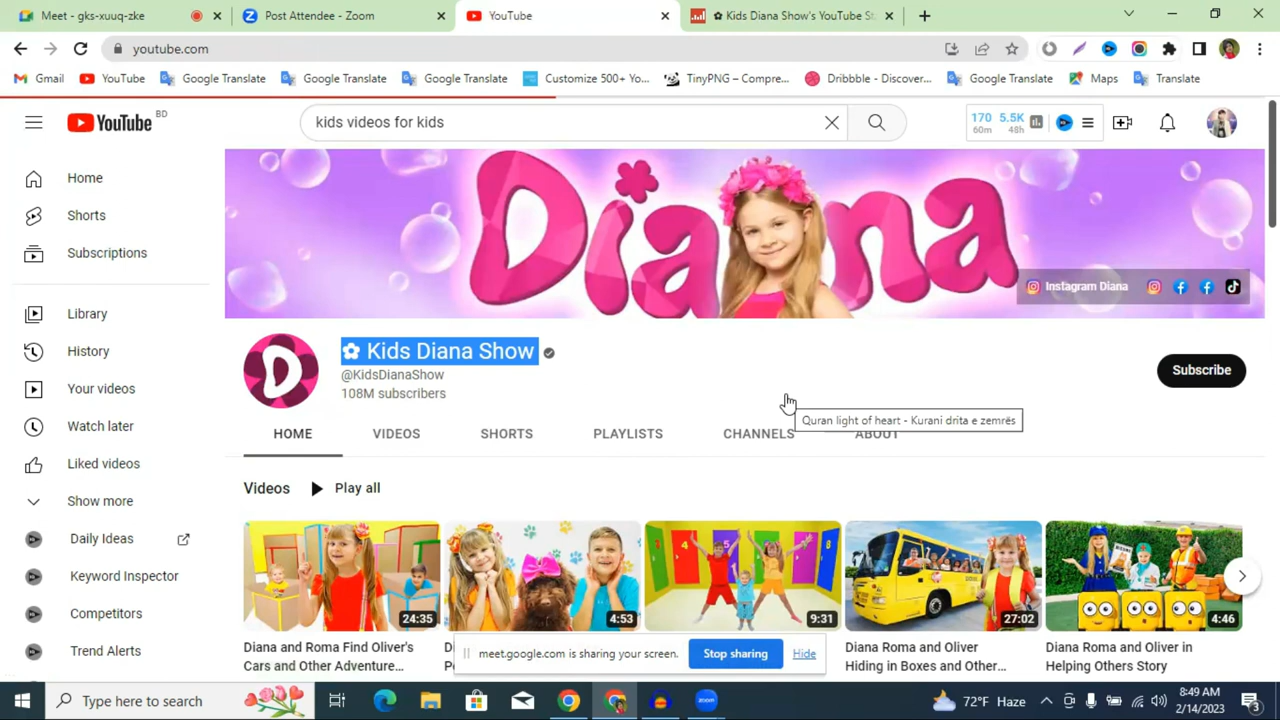 Meet - gks-xuuq-zke
Post Attendee - Zoom
YouTube
✿ Kids Diana Show's YouTube St
youtube.com
Gmail
YouTube
Google Translate
Google Translate
Google Translate
Customize 500+ Yo...
TinyPNG – Compre...
Dribbble - Discover...
Google Translate
Maps
Translate
YouTube BD
kids videos for kids
170 5.5K
60m 48h
Home
Shorts
Subscriptions
Library
History
Your videos
Watch later
Liked videos
Show more
Daily Ideas
Keyword Inspector
Competitors
Trend Alerts
Diana
Instagram Diana
D
✿ Kids Diana Show
@KidsDianaShow
108M subscribers
Subscribe
Quran light of heart - Kurani drita e zemrës
HOME
VIDEOS
SHORTS
PLAYLISTS
CHANNELS
ABOUT
Videos
Play all
24:35
4:53
9:31
27:02
4:46
Diana and Roma Find Oliver's
Cars and Other Adventure...
Diana Roma and Oliver
Hiding in Boxes and Other...
Diana Roma and Oliver in
Helping Others Story
meet.google.com is sharing your screen.
Stop sharing
Hide
Type here to search
72°F Haze
8:49 AM
2/14/2023
3